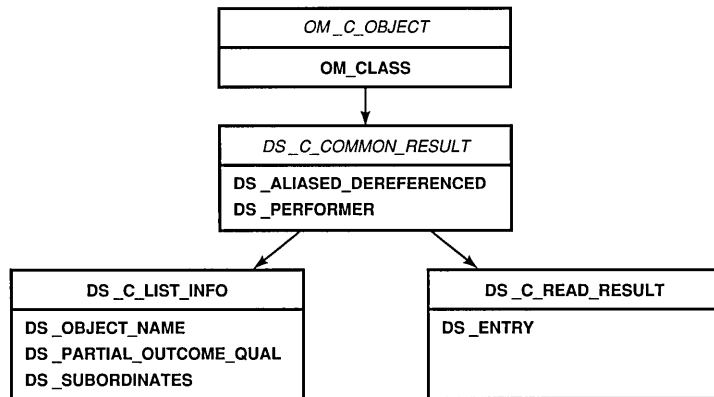 OM_C_OBJECT
OM_CLASS
DS_C_COMMON_RESULT
DS_ALIASED_DEREFERENCED
DS_PERFORMER
DS_C_LIST_INFO
DS_OBJECT_NAME
DS_PARTIAL_OUTCOME_QUAL
DS_SUBORDINATES
DS_C_READ_RESULT
DS_ENTRY